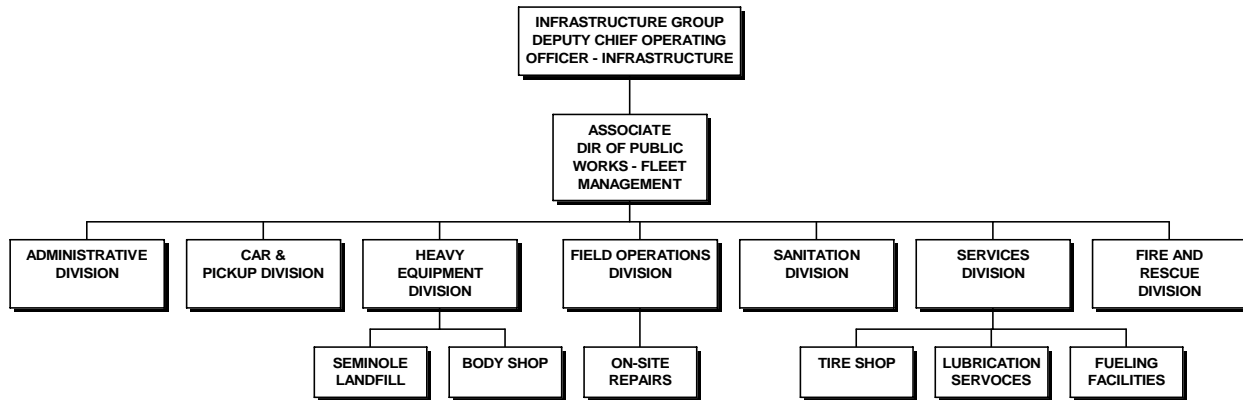 INFRASTRUCTURE GROUP
DEPUTY CHIEF OPERATING
OFFICER - INFRASTRUCTURE
ASSOCIATE
DIR OF PUBLIC
WORKS - FLEET
MANAGEMENT
ADMINISTRATIVE
DIVISION
CAR &
PICKUP DIVISION
HEAVY
EQUIPMENT
DIVISION
FIELD OPERATIONS
DIVISION
SANITATION
DIVISION
SERVICES
DIVISION
FIRE AND
RESCUE
DIVISION
SEMINOLE
LANDFILL
BODY SHOP
ON-SITE
REPAIRS
TIRE SHOP
LUBRICATION
SERVOCES
FUELING
FACILITIES